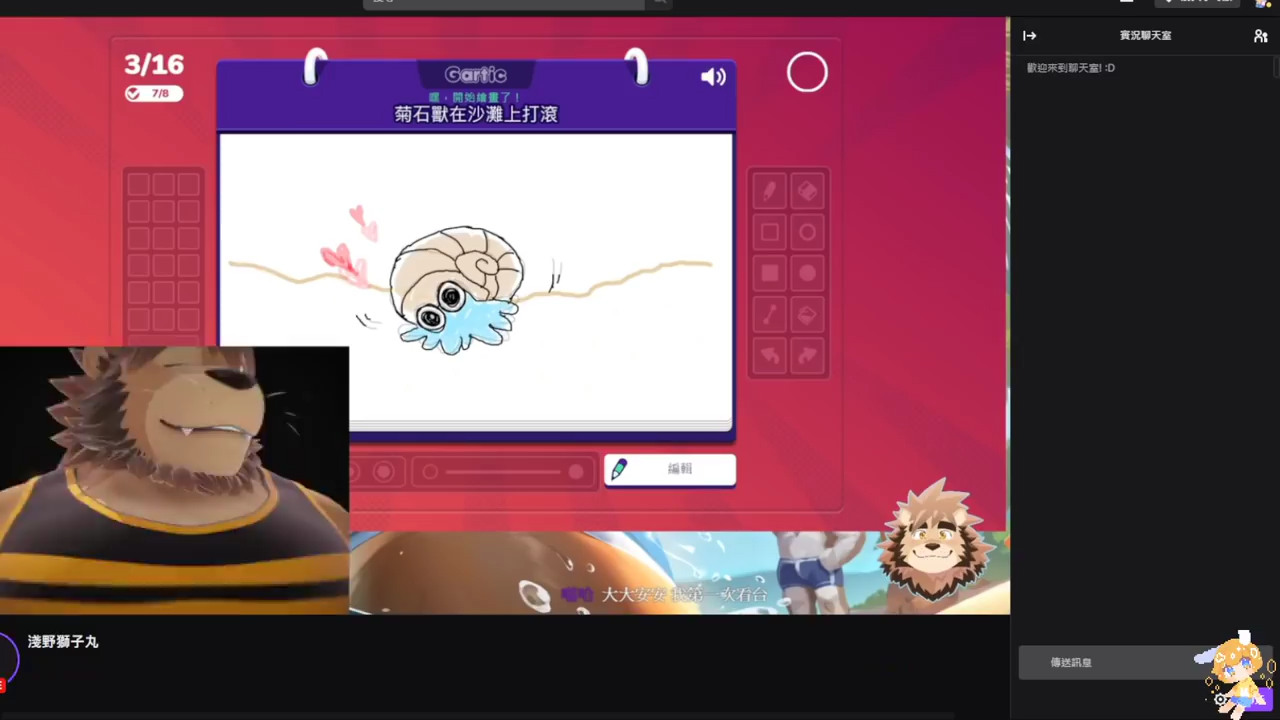 實況聊天室
歡迎來到聊天室! :D
3/16
7/8
Gartic
嘿，開始繪畫了！
菊石獸在沙灘上打滾
編輯
大大安安 我第一次看台
淺野獅子丸
傳送訊息